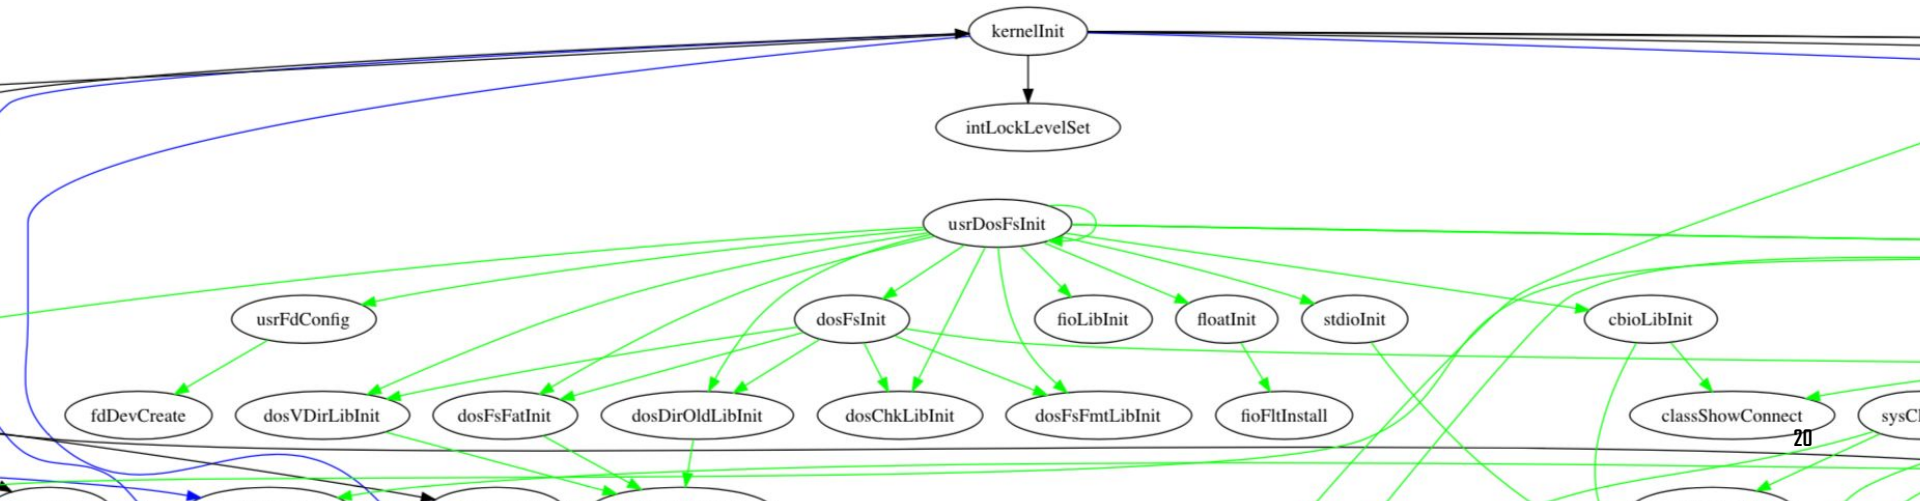 kernelInit
intLockLevelSet
usrDosFsInit
usrFdConfig
dosFsInit
fioLibInit
floatInit
stdioInit
cbioLibInit
fdDevCreate
dosVDirLibInit
dosFsFatInit
dosDirOldLibInit
dosChkLibInit
dosFsFmtLibInit
fioFltInstall
classShowConnect
20